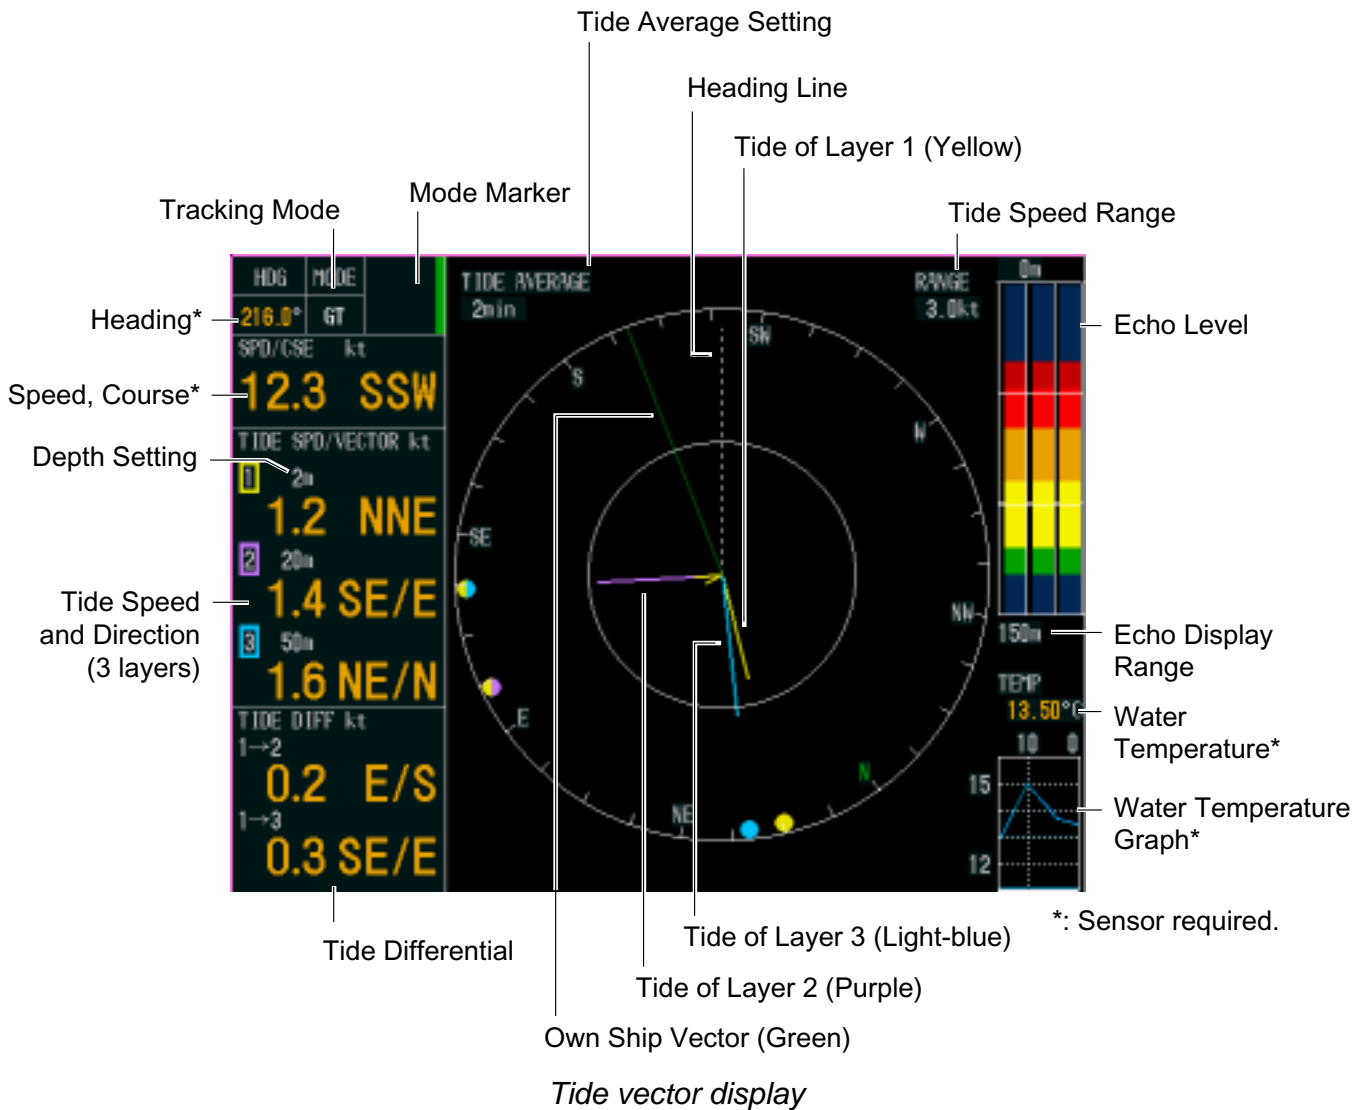 Tide Average Setting
Heading Line
Tide of Layer 1 (Yellow)
Mode Marker
Tracking Mode
Tide Speed Range
HDG MODE
TIDE AVERAGE
RANGE
0m
Heading*
216.0° GT
2min
3.0kt
Echo Level
SPD/CSE kt
SW
S
Speed, Course*
12.3 SSW
TIDE SPD/VECTOR kt
W
Depth Setting
1 2m
1.2 NNE
SE
2 20m
Tide Speed
and Direction
(3 layers)
1.4 SE/E
NW
3 50m
150m
Echo Display
Range
1.6 NE/N
TEMP
13.50°C
Water
Temperature*
TIDE DIFF kt
E
1→2
10 0
0.2 E/S
N
15
Water Temperature
Graph*
1→3
NE
0.3 SE/E
12
*: Sensor required.
Tide Differential
Tide of Layer 3 (Light-blue)
Tide of Layer 2 (Purple)
Own Ship Vector (Green)
Tide vector display